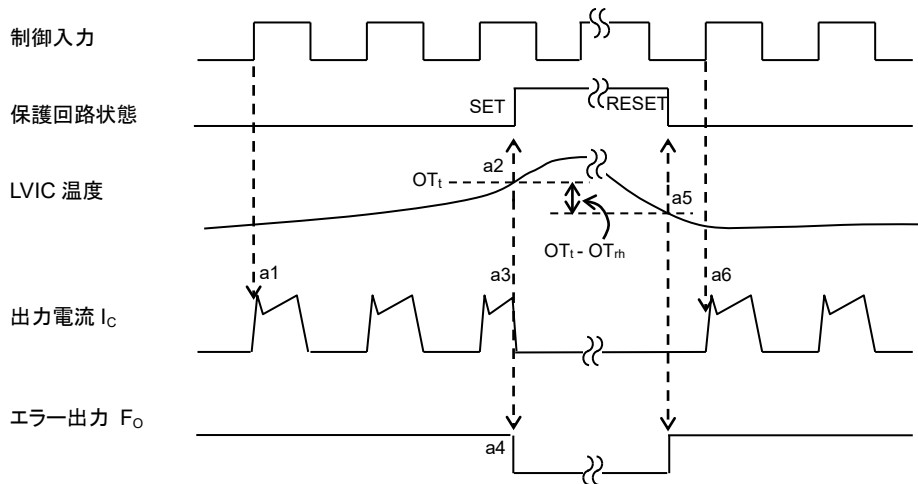 制御入力
保護回路状態
SET
RESET
LVIC 温度
OTt
a2
a5
OTt - OTrh
a1
a3
a6
出力電流 IC
エラー出力 FO
a4